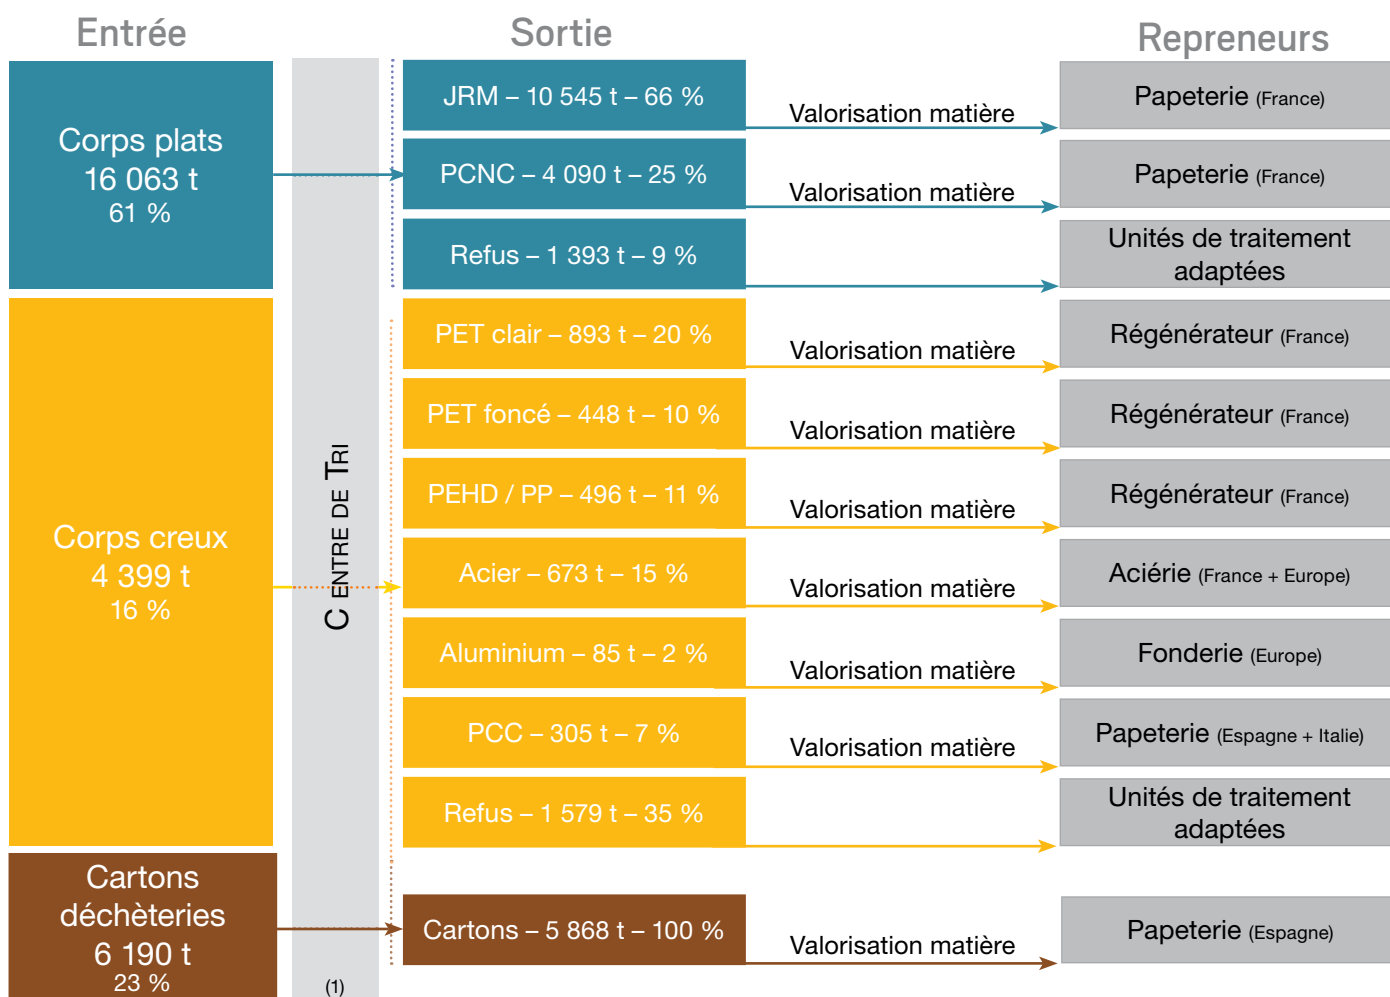 Entrée
Sortie
Repreneurs
Corps plats
16 063 t
61 %
JRM – 10 545 t – 66 %
Valorisation matière
Papeterie (France)
PCNC – 4 090 t – 25 %
Valorisation matière
Papeterie (France)
Refus – 1 393 t – 9 %
Unités de traitement
adaptées
Corps creux
4 399 t
16 %
PET clair – 893 t – 20 %
Valorisation matière
Régénérateur (France)
PET foncé – 448 t – 10 %
Valorisation matière
Régénérateur (France)
PEHD / PP – 496 t – 11 %
Valorisation matière
Régénérateur (France)
Acier – 673 t – 15 %
Valorisation matière
Aciérie (France + Europe)
Aluminium – 85 t – 2 %
Valorisation matière
Fonderie (Europe)
PCC – 305 t – 7 %
Valorisation matière
Papeterie (Espagne + Italie)
Refus – 1 579 t – 35 %
Unités de traitement
adaptées
Cartons
déchèteries
6 190 t
23 %
Cartons – 5 868 t – 100 %
Valorisation matière
Papeterie (Espagne)
C ENTRE DE TRI
(1)